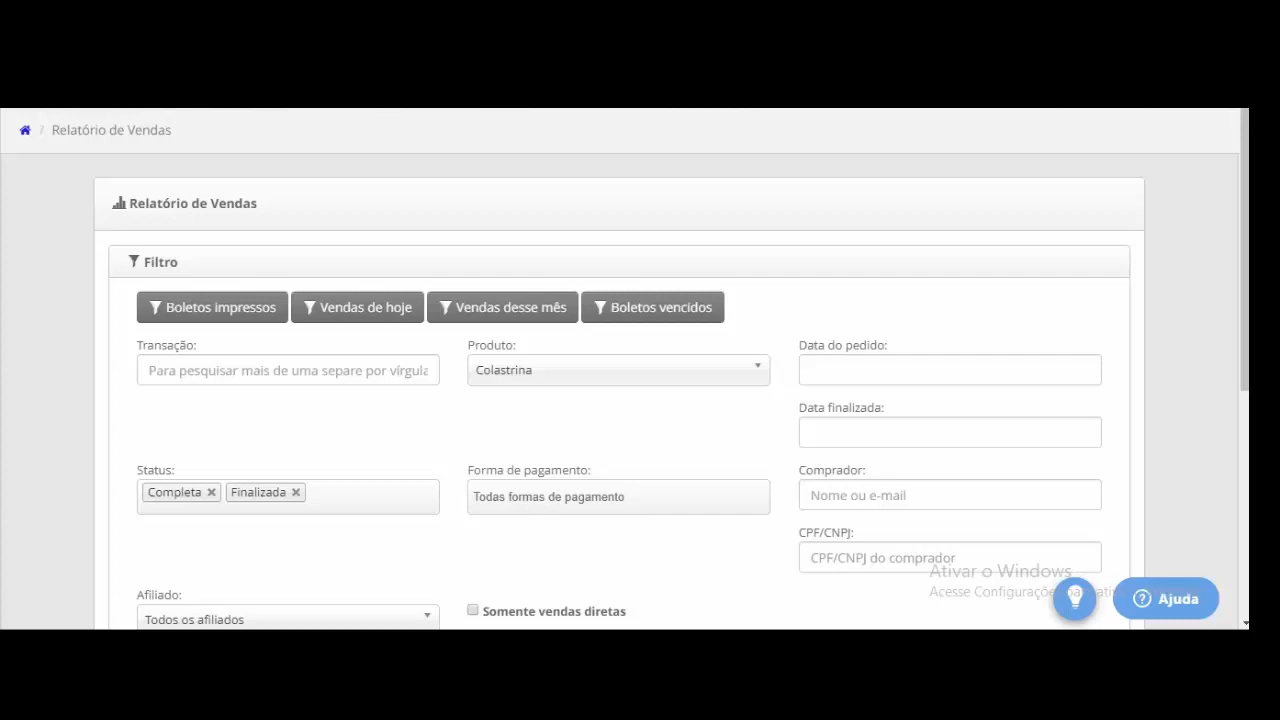 / Relatório de Vendas
Relatório de Vendas
Filtro
Boletos impressos Vendas de hoje Vendas desse mês Boletos vencidos
Transação: Produto: Data do pedido:
Para pesquisar mais de uma separe por vírgula Colastrina
Data finalizada:
Status: Forma de pagamento: Comprador:
Completa × Finalizada × Todas formas de pagamento Nome ou e-mail
CPF/CNPJ:
CPF/CNPJ do comprador
Ativar o Windows
Acesse Configurações
Afiliado: Somente vendas diretas
Todos os afiliados
Ajuda